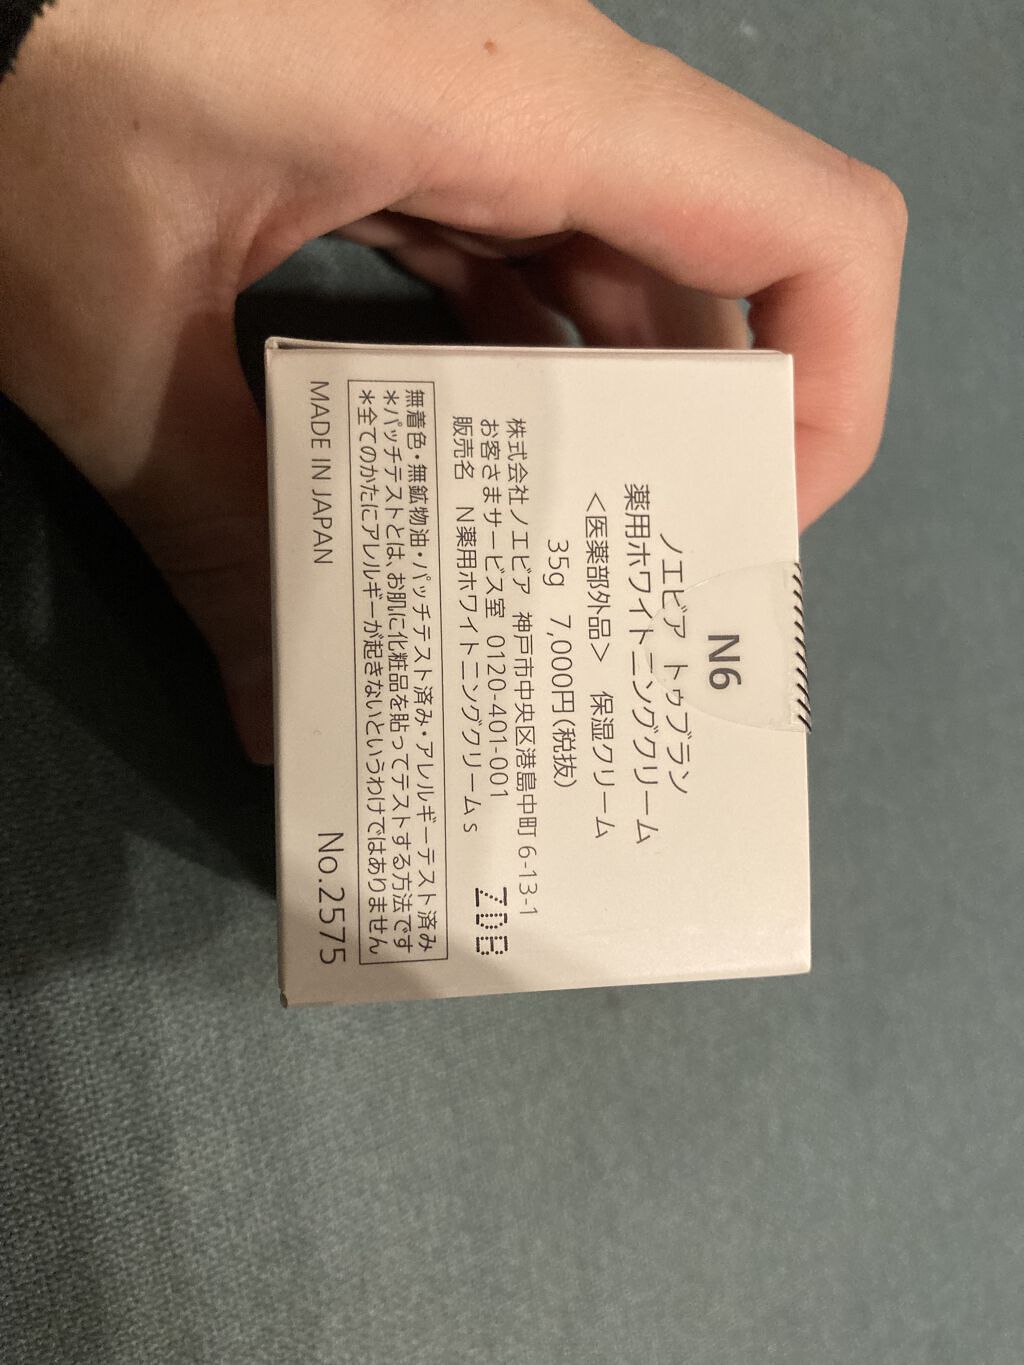 N6
ノエビア トゥブラン
薬用ホワイトニングクリーム
<医薬部外品> 保湿クリーム
35g 7,000円(税抜)
株式会社ノエビア 神戸市中央区港島中町 6-13-1
お客さまサービス室 0120-401-001
販売名 N薬用ホワイトニングクリームs
ZDB
無着色・無鉱物油・パッチテスト済み・アレルギーテスト済み
*パッチテストとは、お肌に化粧品を貼ってテストする方法です
*全てのかたにアレルギーが起きないというわけではありません
MADE IN JAPAN No.2575